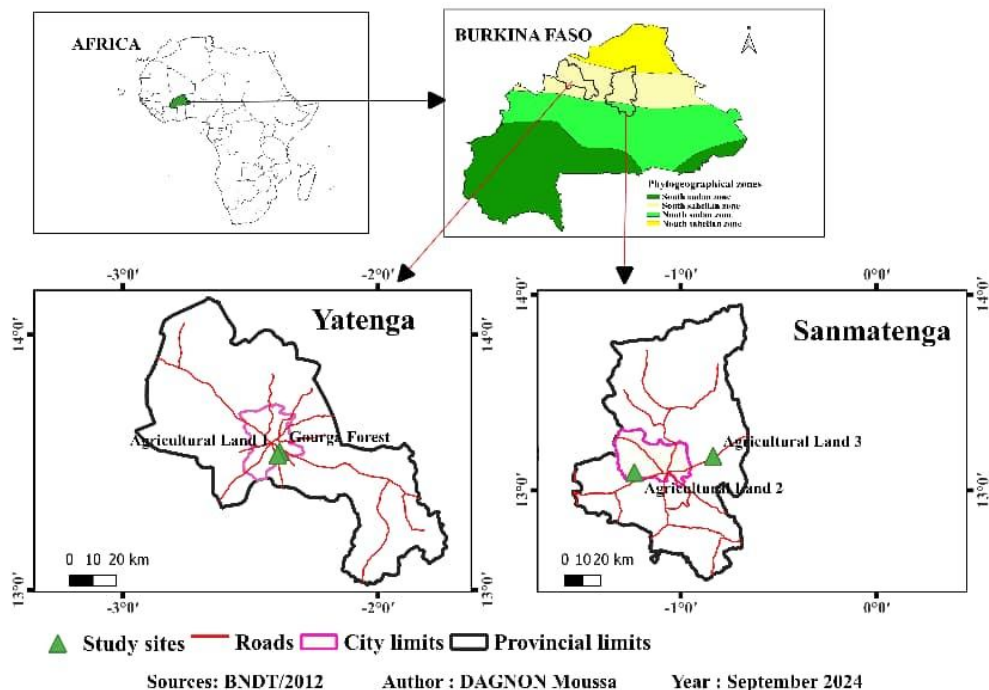 AFRICA
BURKINA FASO
Phytogeographical zones
South sudan zone
South sahelian zone
North sudan zone
North sahelian zone
-3°0′ -2°0′ -1°0′ 0°0′
Yatenga
14°0′
14°0′
Agricultural Land 1
Gourga Forest
0 10 20 km
13°0′
13°0′
Sanmatenga
14°0′
14°0′
Agricultural Land 3
Agricultural Land 2
0 1020 km
13°0′
13°0′
-3°0′ -2°0′ -1°0′ 0°0′
Study sites Roads City limits Provincial limits
Sources: BNDT/2012 Author : DAGNON Moussa Year : September 2024